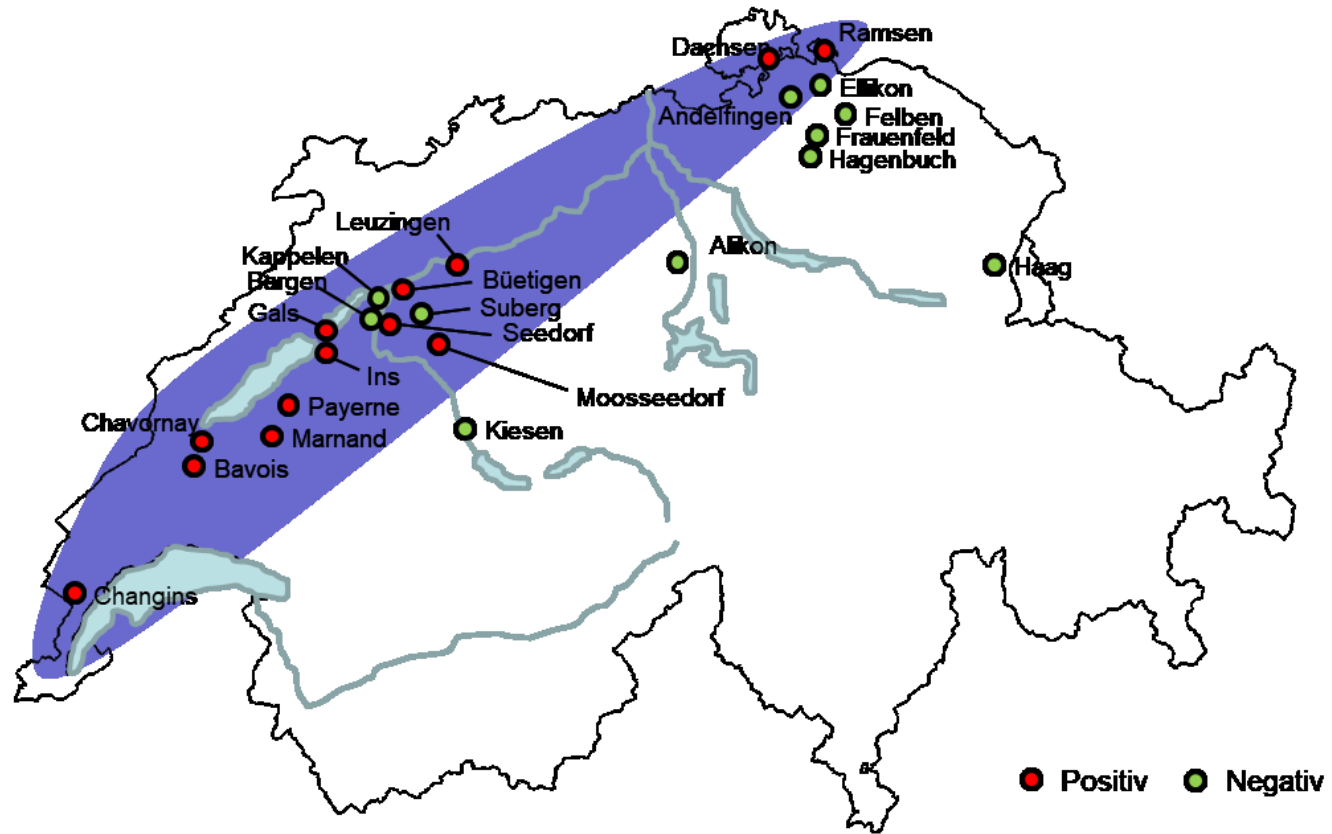 Ramsen
Dachsen
Ellikon
Andelfingen
Felben
Frauenfeld
Hagenbuch
Leuzingen
Kappelen
Bargen
Büetigen
Gals
Suberg
Seedorf
Ins
Moosseedorf
Payerne
Chavornay
Marnand
Kiesen
Bavois
Haag
Changins
Positiv
Negativ